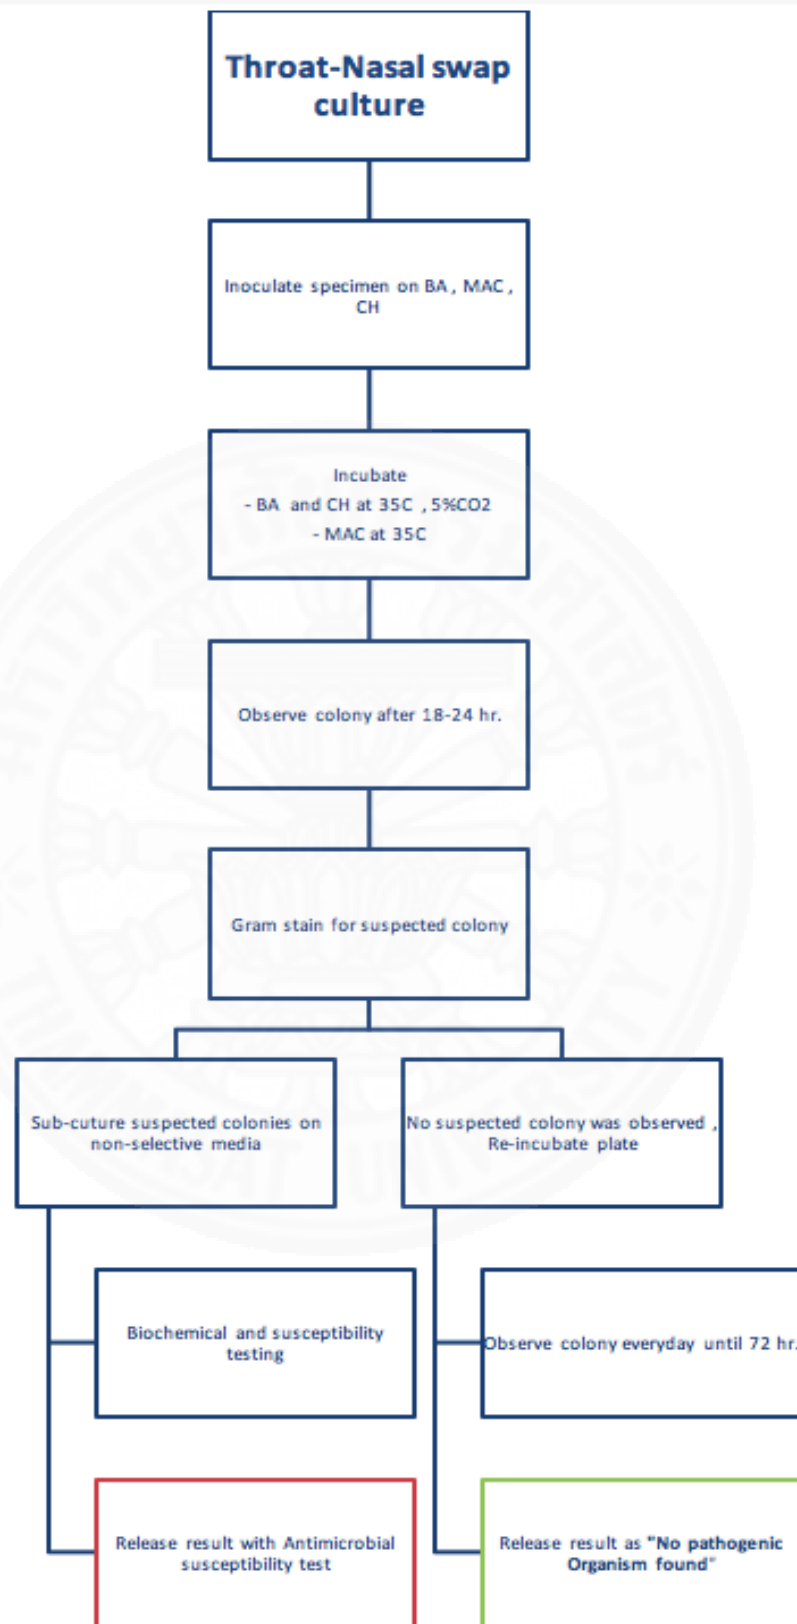 Throat-Nasal swap
culture
Inoculate specimen on BA , MAC ,
CH
Incubate
- BA and CH at 35C , 5%CO2
- MAC at 35C
Observe colony after 18-24 hr.
Gram stain for suspected colony
Sub-cuture suspected colonies on
non-selective media
No suspected colony was observed ,
Re-incubate plate
Biochemical and susceptibility
testing
Observe colony everyday until 72 hr.
Release result with Antimicrobial
susceptibility test
Release result as "No pathogenic
Organism found"